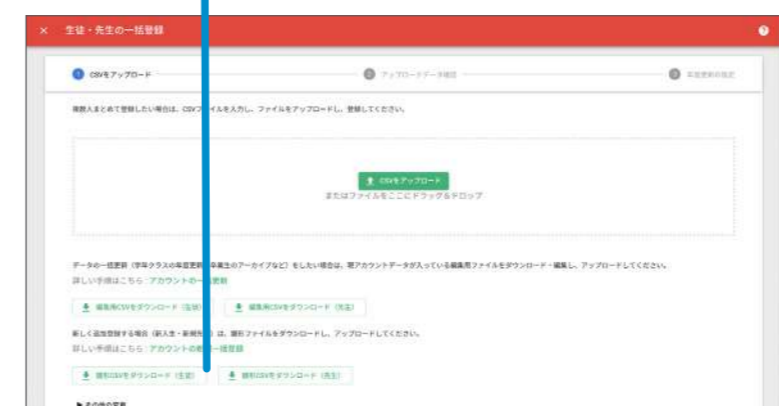 × 生徒・先生の一括登録
1 CSVをアップロード
2 アップロードデータ確認
3 年度更新の指定
複数人まとめて登録したい場合は、CSVファイルを入力し、ファイルをアップロードし、登録してください。
CSVをアップロード
またはファイルをここにドラッグ&ドロップ
データの一括更新（学年クラスの年度更新 卒業生のアーカイブなど）をしたい場合は、現アカウントデータが入っている編集用ファイルをダウンロード・編集し、アップロードしてください。
詳しい手順はこちら：アカウントの一括更新
編集用CSVをダウンロード（生徒） 編集用CSVをダウンロード（先生）
新しく追加登録する場合（新入生・新規先生）は、雛形ファイルをダウンロードし、アップロードしてください。
詳しい手順はこちら：アカウントの 一括登録
雛形CSVをダウンロード（生徒） 雛形CSVをダウンロード（先生）
▶ その他の変更